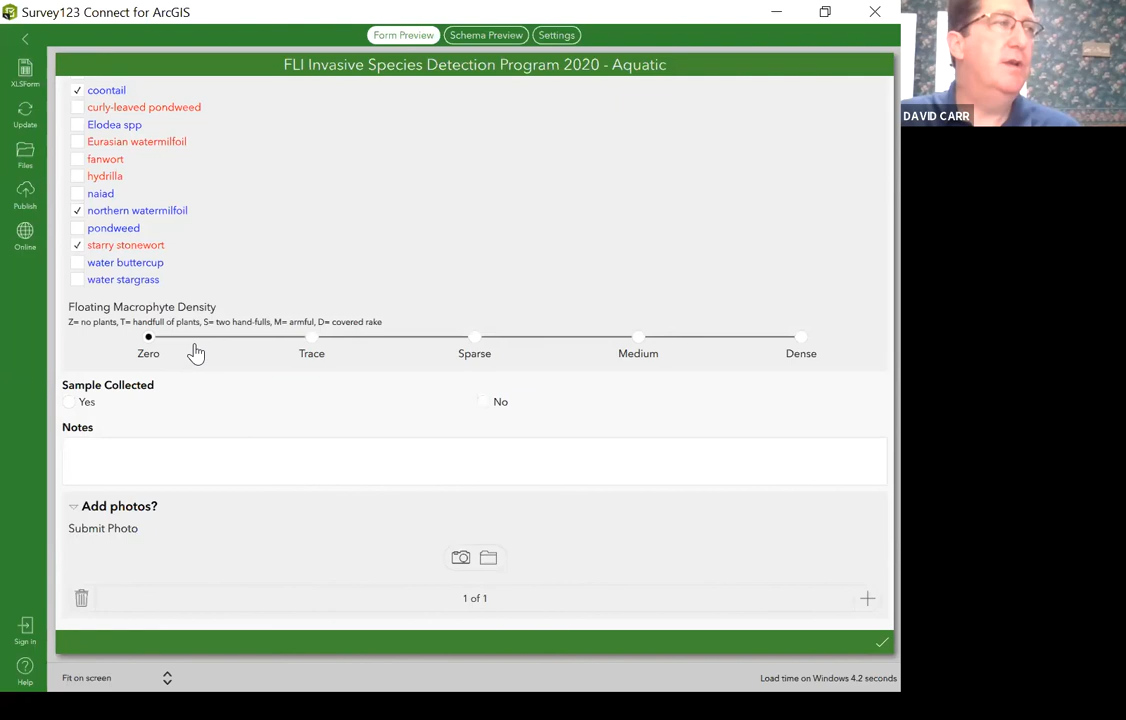 Survey123 Connect for ArcGIS
Form Preview Schema Preview Settings
XLSForm
Update
Files
Publish
Online
Sign in
Help
FLI Invasive Species Detection Program 2020 - Aquatic
coontail
curly-leaved pondweed
Elodea spp
Eurasian watermilfoil
fanwort
hydrilla
naiad
northern watermilfoil
pondweed
starry stonewort
water buttercup
water stargrass
Floating Macrophyte Density
Z= no plants, T= handfull of plants, S= two hand-fulls, M= armful, D= covered rake
Zero Trace Sparse Medium Dense
Sample Collected
Yes No
Notes
Add photos?
Submit Photo
1 of 1
Fit on screen Load time on Windows 4.2 seconds
DAVID CARR